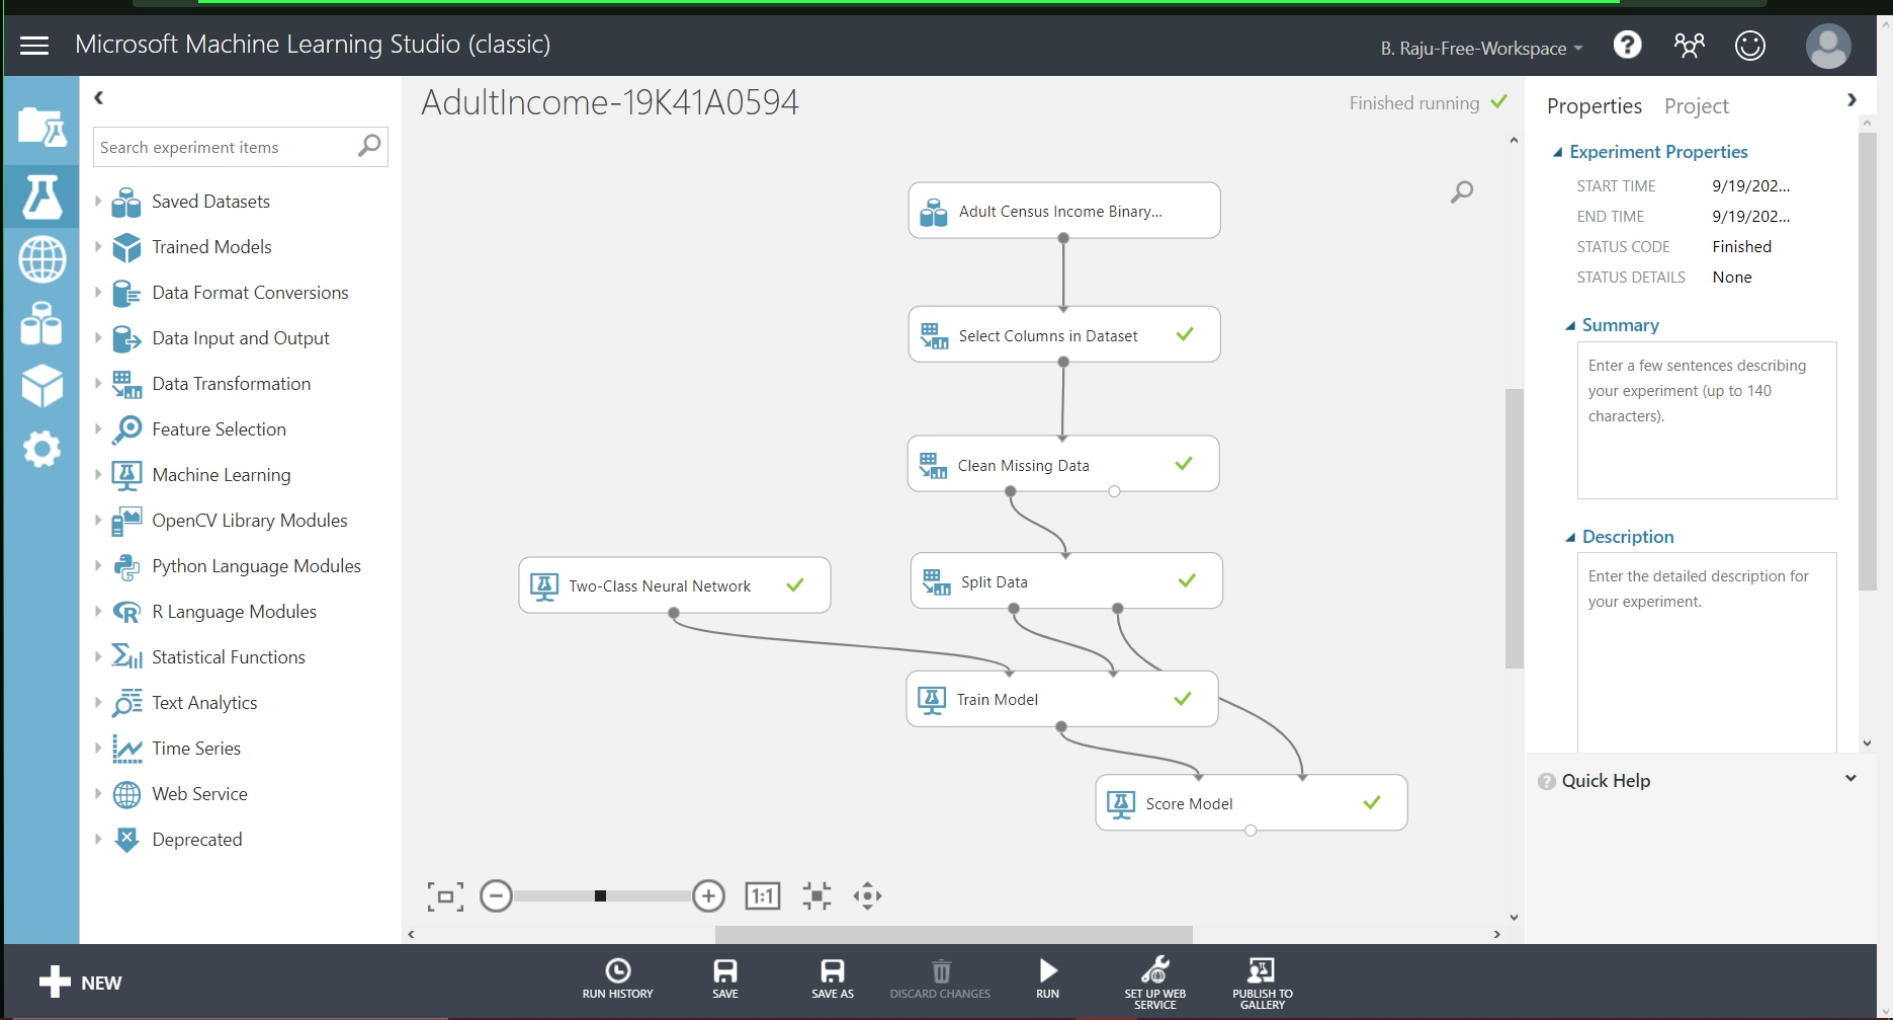 Microsoft Machine Learning Studio (classic)
B. Raju-Free-Workspace
Search experiment items
Saved Datasets
Trained Models
Data Format Conversions
Data Input and Output
Data Transformation
Feature Selection
Machine Learning
OpenCV Library Modules
Python Language Modules
R Language Modules
Statistical Functions
Text Analytics
Time Series
Web Service
Deprecated
AdultIncome-19K41A0594
Finished running
Adult Census Income Binary...
Select Columns in Dataset
Clean Missing Data
Two-Class Neural Network
Split Data
Train Model
Score Model
1:1
Properties Project
Experiment Properties
START TIME 9/19/202...
END TIME 9/19/202...
STATUS CODE Finished
STATUS DETAILS None
Summary
Enter a few sentences describing
your experiment (up to 140
characters).
Description
Enter the detailed description for
your experiment.
Quick Help
NEW
RUN HISTORY
SAVE
SAVE AS
DISCARD CHANGES
RUN
SET UP WEB
SERVICE
PUBLISH TO
GALLERY